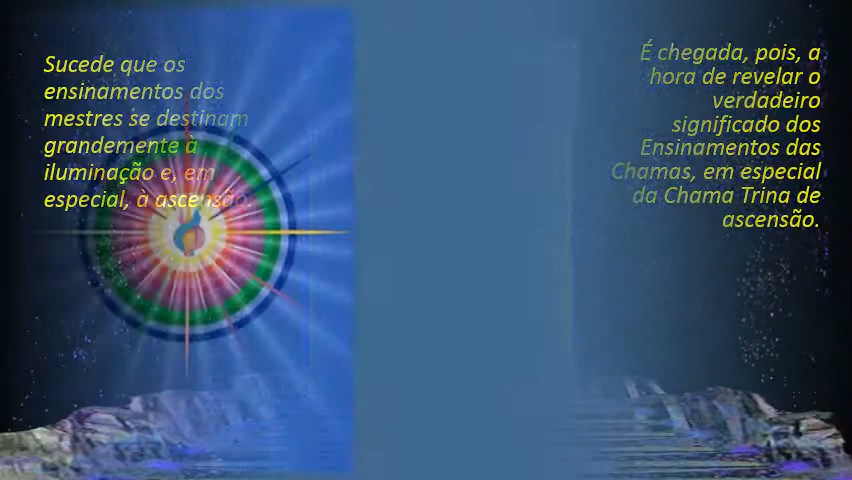 Sucede que os
ensinamentos dos
mestres se destinam
grandemente à
iluminação e, em
especial, à ascensão.
É chegada, pois, a
hora de revelar o
verdadeiro
significado dos
Ensinamentos das
Chamas, em especial
da Chama Trina de
ascensão.